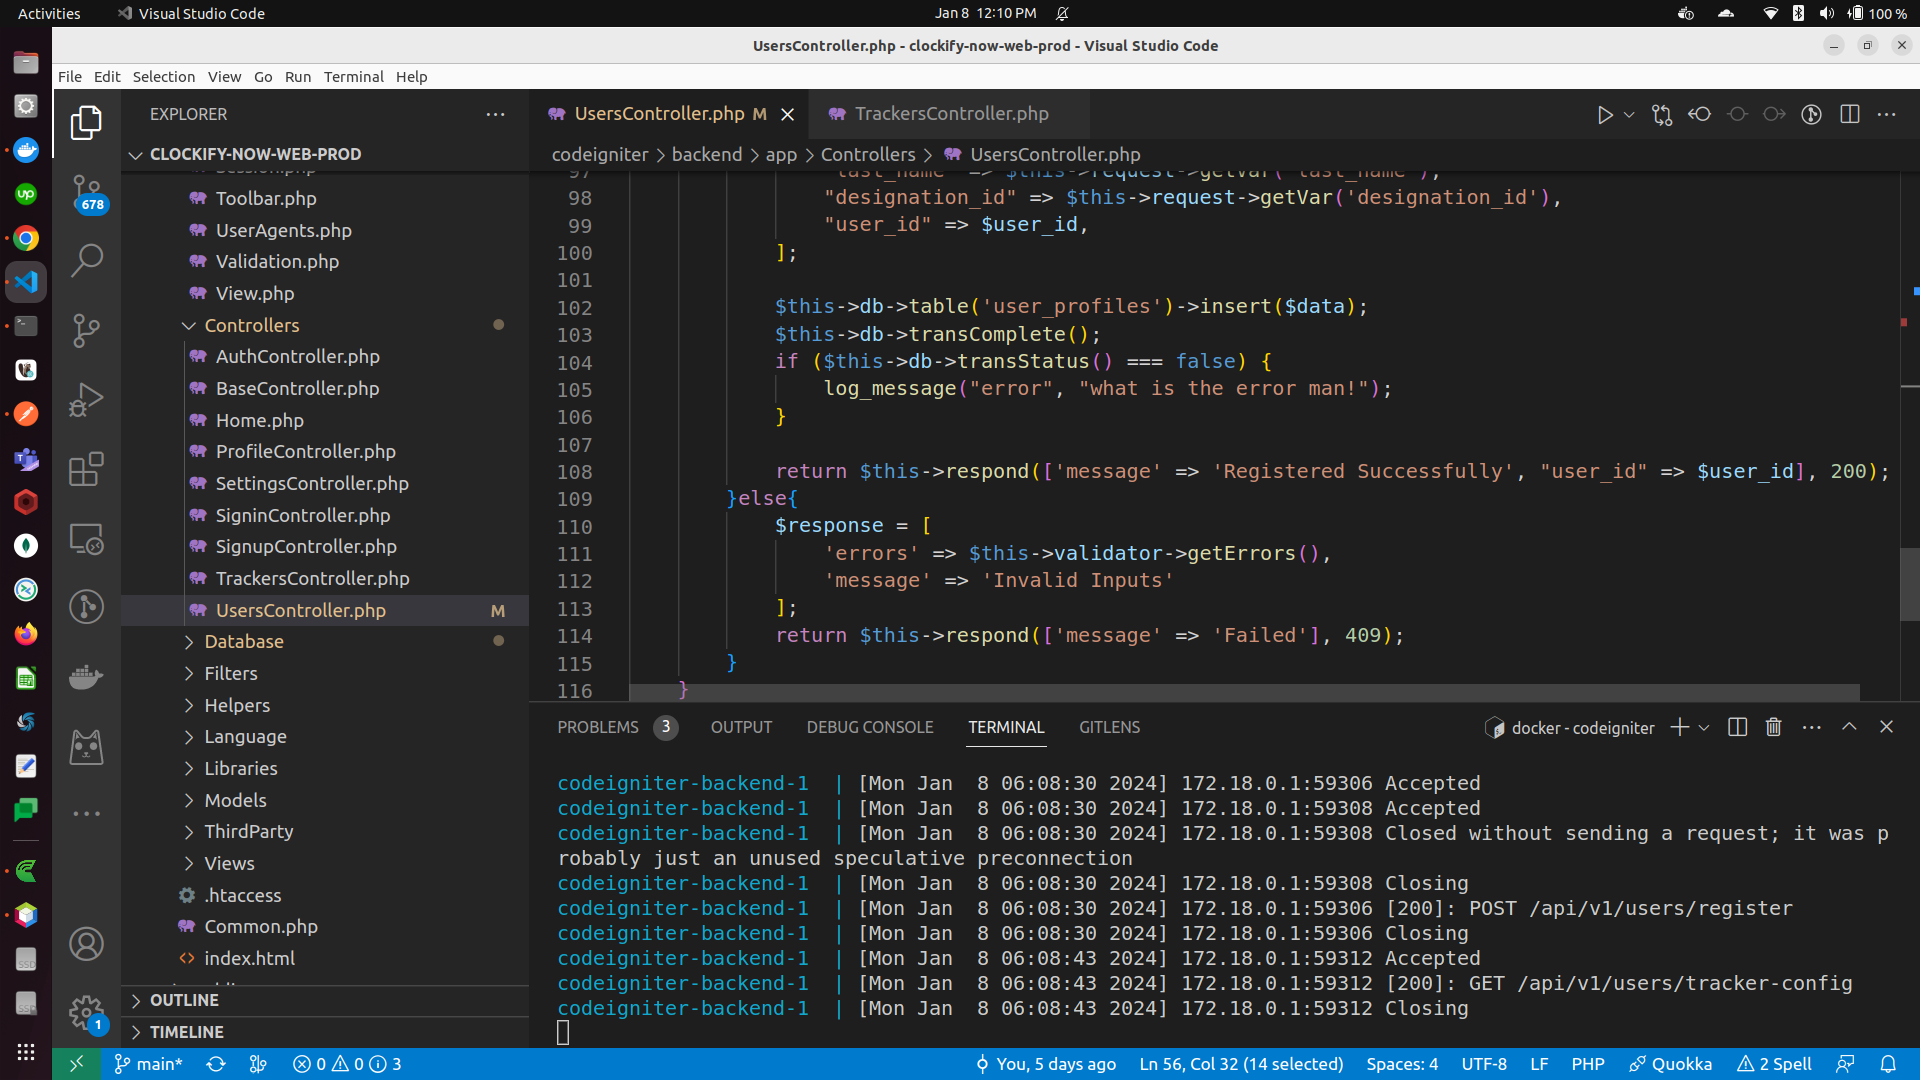 Activities
Visual Studio Code
Jan 8 12:10 PM
100 %
UsersController.php - clockify-now-web-prod - Visual Studio Code
File Edit Selection View Go Run Terminal Help
EXPLORER
CLOCKIFY-NOW-WEB-PROD
Session.php
Toolbar.php
UserAgents.php
Validation.php
View.php
Controllers
AuthController.php
BaseController.php
Home.php
ProfileController.php
SettingsController.php
SigninController.php
SignupController.php
TrackersController.php
UsersController.php M
Database
Filters
Helpers
Language
Libraries
Models
ThirdParty
Views
.htaccess
Common.php
index.html
OUTLINE
TIMELINE
678
1
UsersController.php M
TrackersController.php
codeigniter > backend > app > Controllers > UsersController.php
97 "last_name" => $this->request->getVar('last_name'),
98 "designation_id" => $this->request->getVar('designation_id'),
99 "user_id" => $user_id,
100 ];
101
102 $this->db->table('user_profiles')->insert($data);
103 $this->db->transComplete();
104 if ($this->db->transStatus() === false) {
105 log_message("error", "what is the error man!");
106 }
107
108 return $this->respond(['message' => 'Registered Successfully', "user_id" => $user_id], 200);
109 }else{
110 $response = [
111 'errors' => $this->validator->getErrors(),
112 'message' => 'Invalid Inputs'
113 ];
114 return $this->respond(['message' => 'Failed'], 409);
115 }
116 }
PROBLEMS 3 OUTPUT DEBUG CONSOLE TERMINAL GITLENS
docker - codeigniter
codeigniter-backend-1 | [Mon Jan  8 06:08:30 2024] 172.18.0.1:59306 Accepted
codeigniter-backend-1 | [Mon Jan  8 06:08:30 2024] 172.18.0.1:59308 Accepted
codeigniter-backend-1 | [Mon Jan  8 06:08:30 2024] 172.18.0.1:59308 Closed without sending a request; it was p
robably just an unused speculative preconnection
codeigniter-backend-1 | [Mon Jan  8 06:08:30 2024] 172.18.0.1:59308 Closing
codeigniter-backend-1 | [Mon Jan  8 06:08:30 2024] 172.18.0.1:59306 [200]: POST /api/v1/users/register
codeigniter-backend-1 | [Mon Jan  8 06:08:30 2024] 172.18.0.1:59306 Closing
codeigniter-backend-1 | [Mon Jan  8 06:08:43 2024] 172.18.0.1:59312 Accepted
codeigniter-backend-1 | [Mon Jan  8 06:08:43 2024] 172.18.0.1:59312 [200]: GET /api/v1/users/tracker-config
codeigniter-backend-1 | [Mon Jan  8 06:08:43 2024] 172.18.0.1:59312 Closing
main* 0 0 3
You, 5 days ago
Ln 56, Col 32 (14 selected)
Spaces: 4
UTF-8
LF
PHP
Quokka
2 Spell